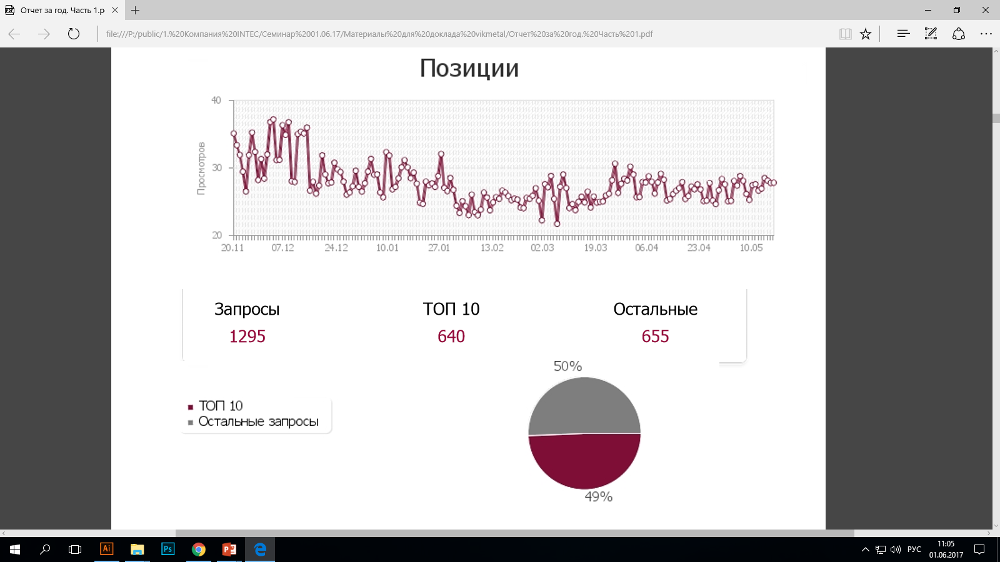 Отчет за год. Часть 1.p
file:///P:/public/1.%20Компания%20INTEC/Семинар%2001.06.17/Материалы%20для%20доклада%20vikmetal/Отчет%20за%20год.%20Часть%201.pdf
Позиции
40
30
20
Просмотров
20.11 07.12 24.12 10.01 27.01 13.02 02.03 19.03 06.04 23.04 10.05
Запросы ТОП 10 Остальные
1295 640 655
50%
ТОП 10
Остальные запросы
49%
Ai Ps РУС 11:05
01.06.2017